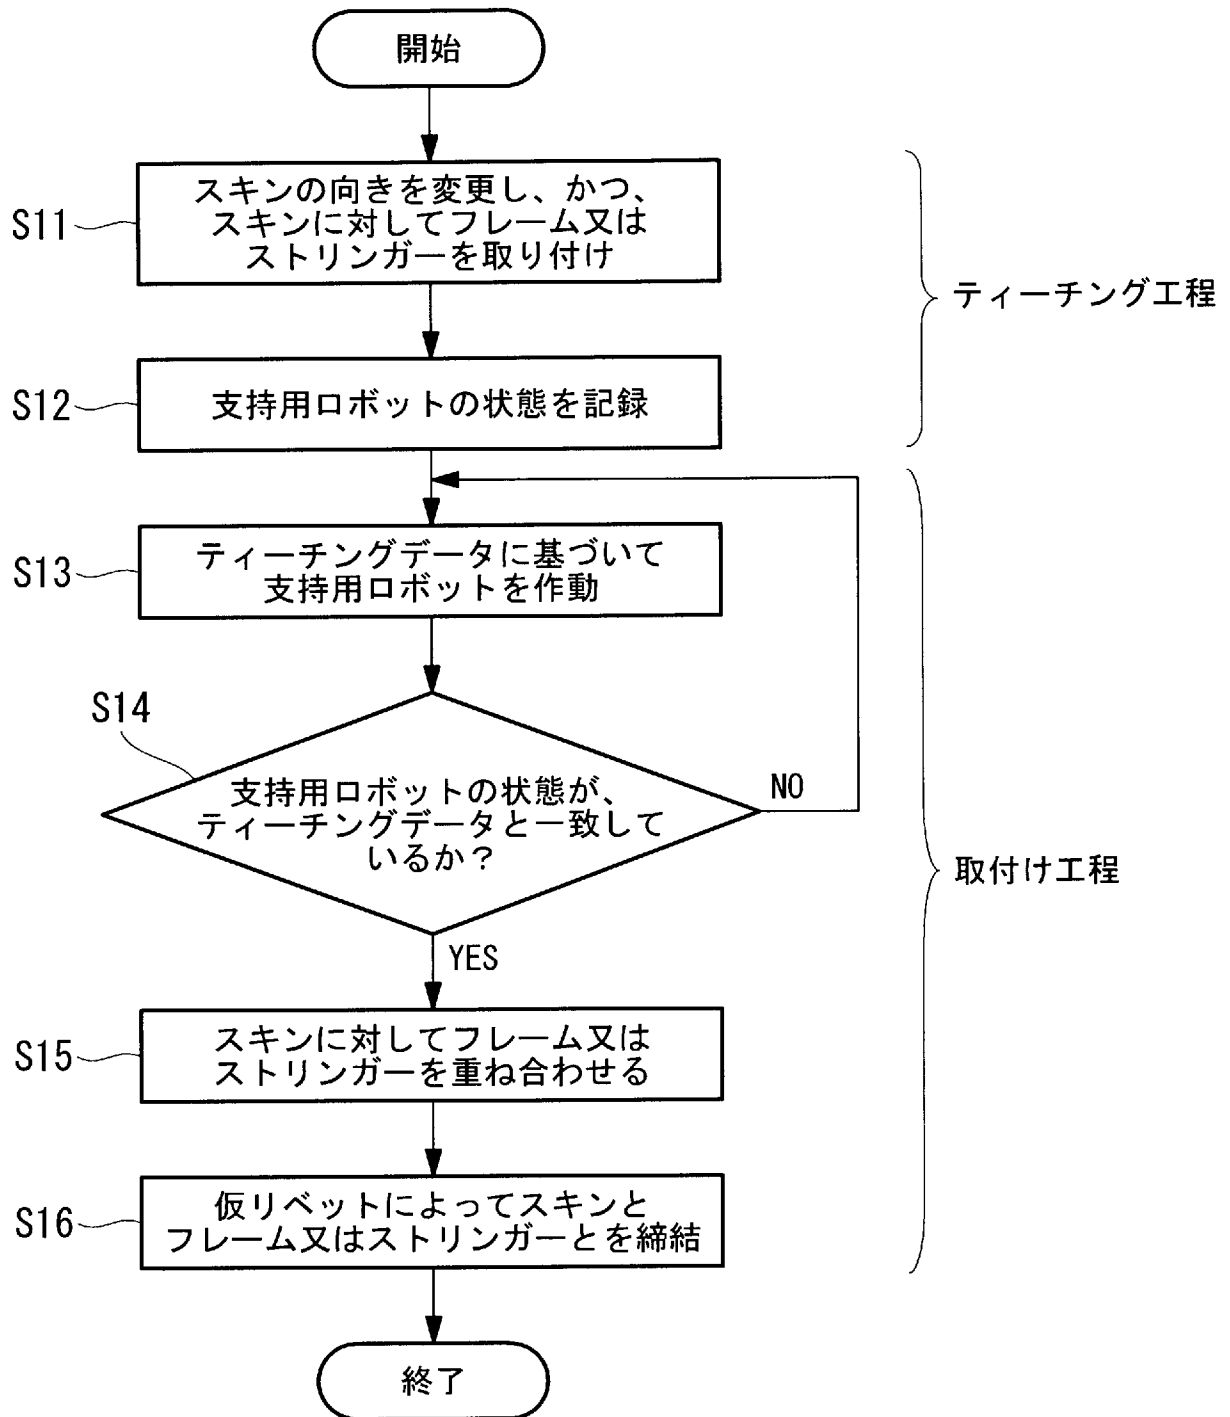 開始
S11
スキンの向きを変更し、かつ、
スキンに対してフレーム又は
ストリンガーを取り付け
ティーチング工程
S12
支持用ロボットの状態を記録
S13
ティーチングデータに基づいて
支持用ロボットを作動
S14
支持用ロボットの状態が、
ティーチングデータと一致して
いるか？
NO
取付け工程
YES
S15
スキンに対してフレーム又は
ストリンガーを重ね合わせる
S16
仮リベットによってスキンと
フレーム又はストリンガーとを締結
終了